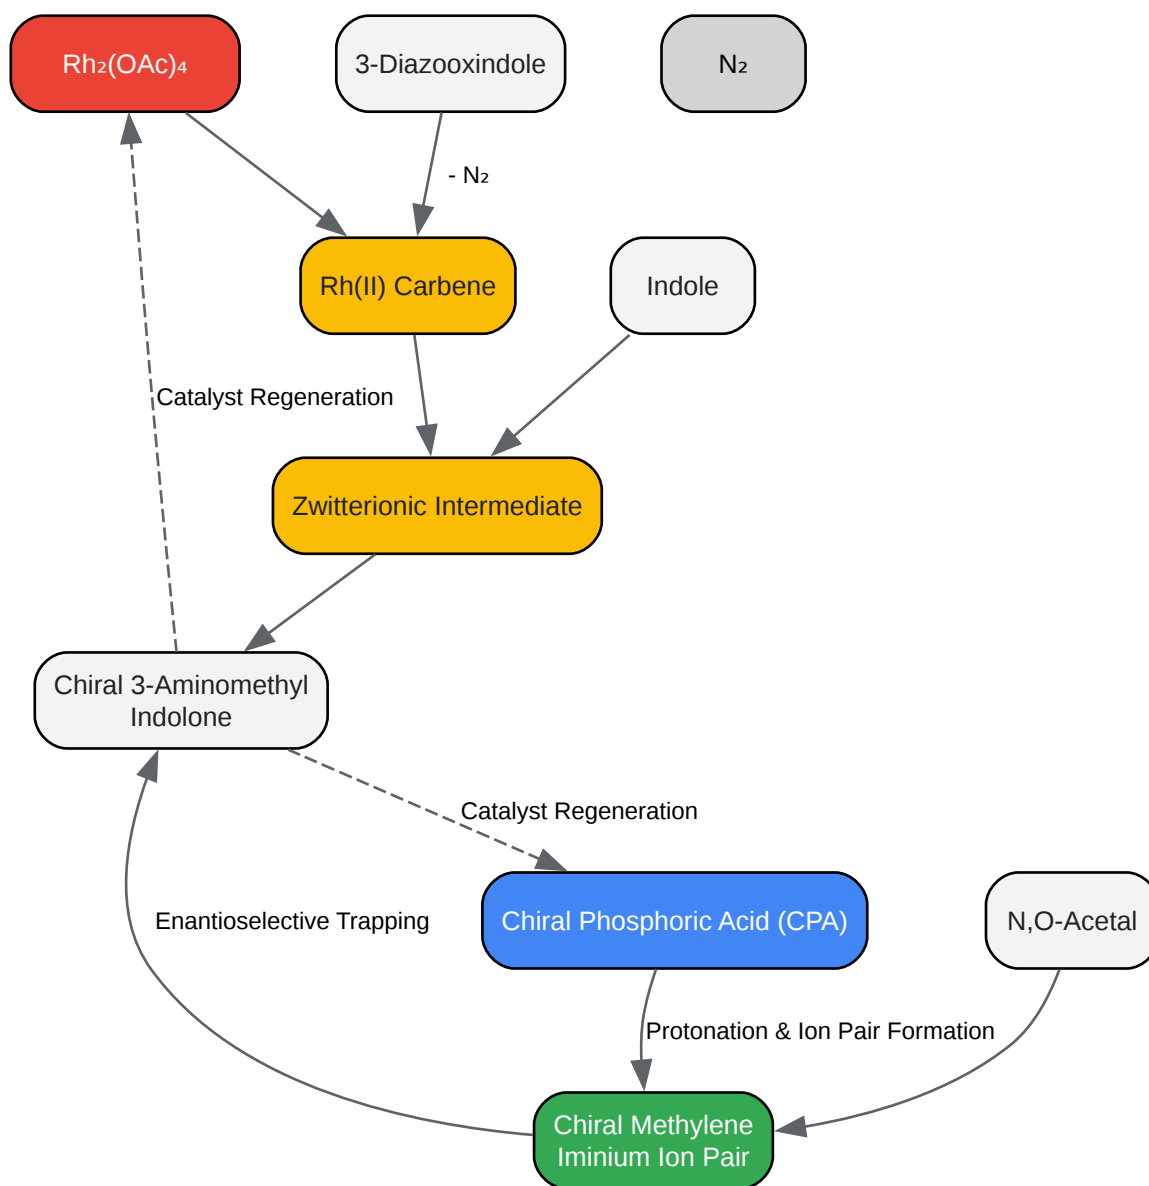 Rh₂(OAc)₄
3-Diazooxindole
N₂
- N₂
Rh(II) Carbene
Indole
Catalyst Regeneration
Zwitterionic Intermediate
Chiral 3-Aminomethyl
Indolone
Catalyst Regeneration
Enantioselective Trapping
Chiral Phosphoric Acid (CPA)
N,O-Acetal
Protonation & Ion Pair Formation
Chiral Methylene
Iminium Ion Pair